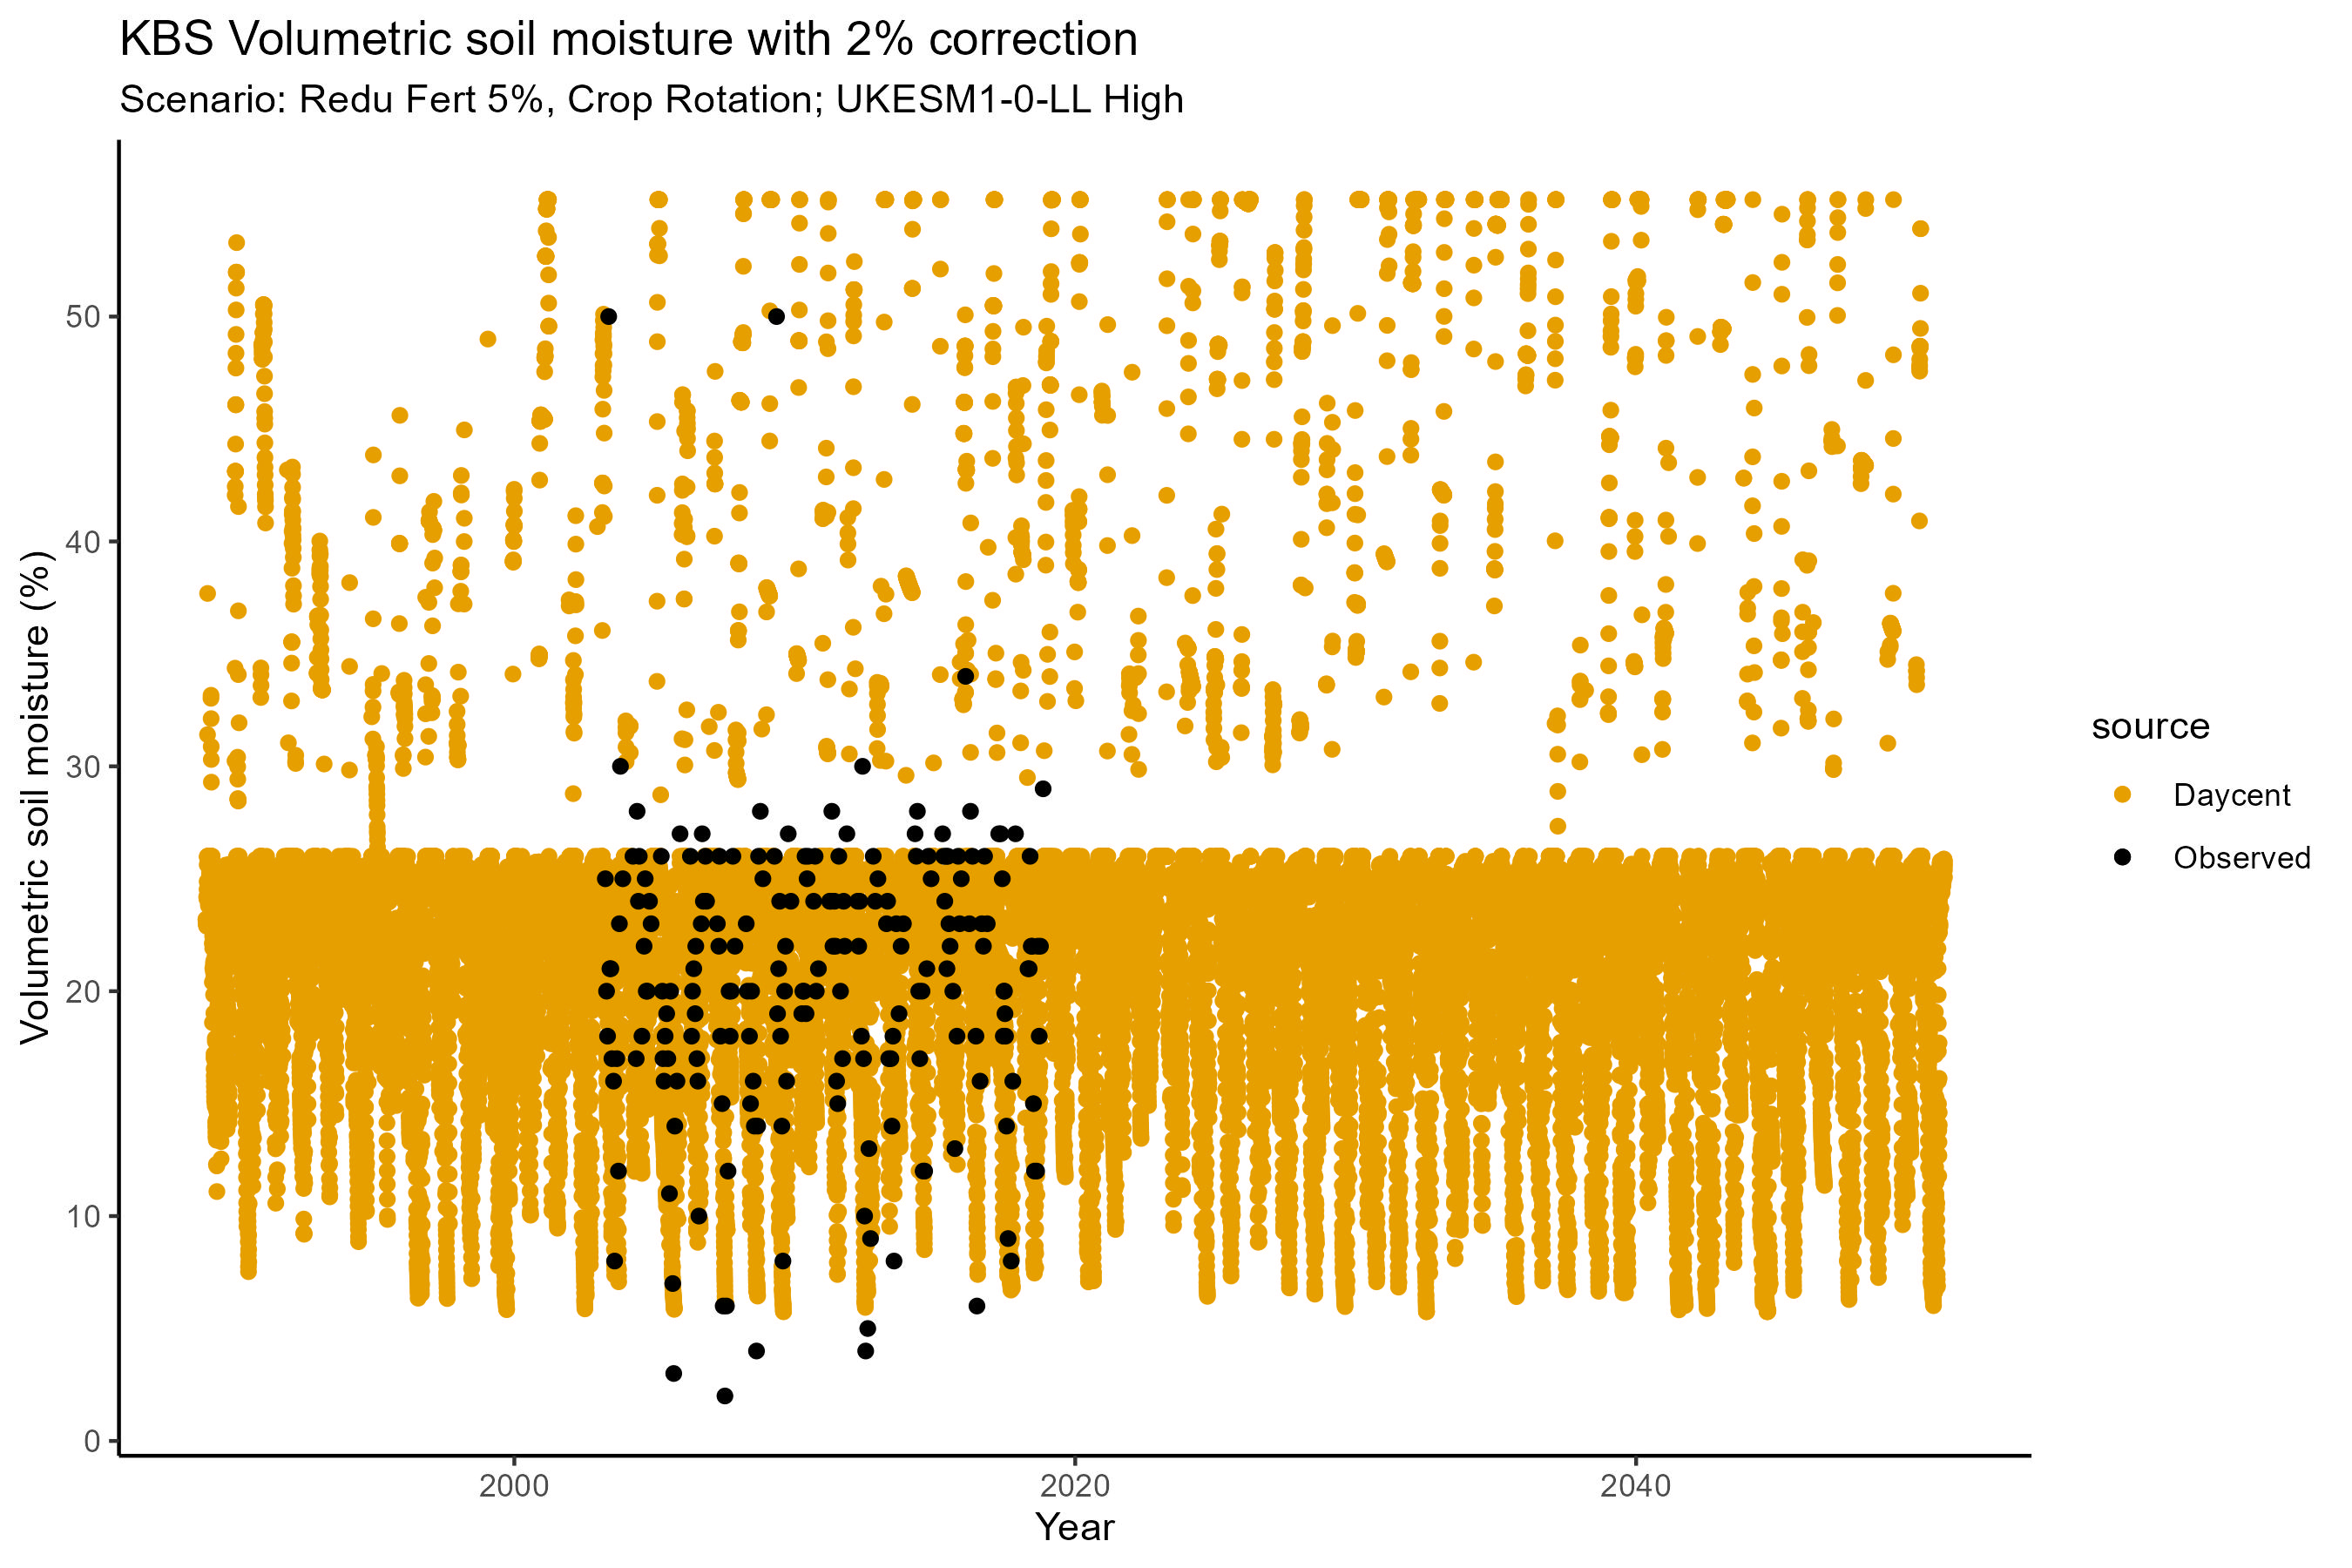 KBS Volumetric soil moisture with 2% correction
Scenario: Redu Fert 5%, Crop Rotation; UKESM1-0-LL High
Volumetric soil moisture (%)
50
40
30
20
10
0
2000
2020
2040
Year
source
Daycent
Observed